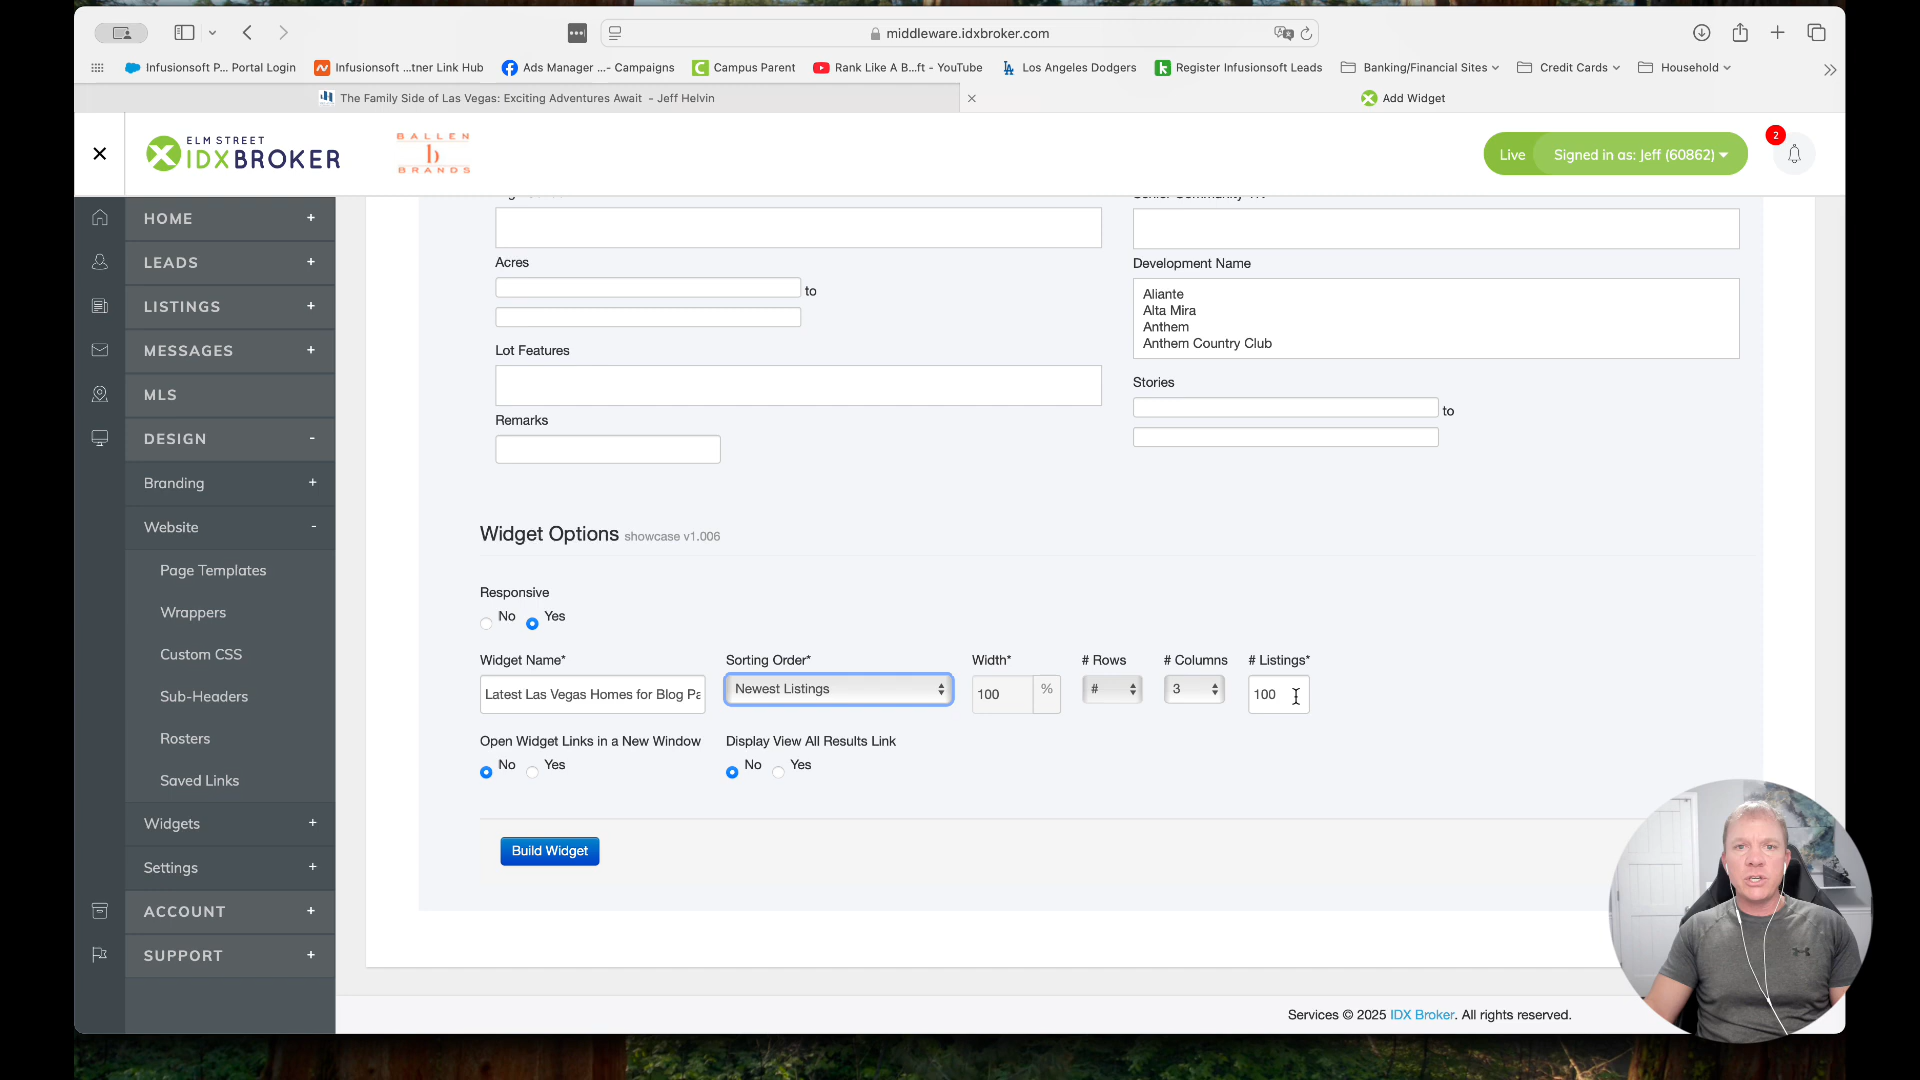 middleware.idxbroker.com
Infusionsoft P... Portal Login
Infusionsoft ...tner Link Hub
Ads Manager ...- Campaigns
Campus Parent
Rank Like A B...ft - YouTube
Los Angeles Dodgers
Register Infusionsoft Leads
Banking/Financial Sites
Credit Cards
Household
The Family Side of Las Vegas: Exciting Adventures Await - Jeff Helvin
Add Widget
ELM STREET
IDXBROKER
BALLEN
b
BRANDS
Live
Signed in as: Jeff (60862)
2
HOME +
LEADS +
LISTINGS +
MESSAGES +
MLS
DESIGN -
Branding +
Website -
Page Templates
Wrappers
Custom CSS
Sub-Headers
Rosters
Saved Links
Widgets +
Settings +
ACCOUNT +
SUPPORT +
Acres
to
Lot Features
Remarks
Development Name
Aliante
Alta Mira
Anthem
Anthem Country Club
Stories
to
Widget Options showcase v1.006
Responsive
No Yes
Widget Name* Sorting Order* Width* # Rows # Columns # Listings*
Latest Las Vegas Homes for Blog Pa Newest Listings 100 % # 3 100
Open Widget Links in a New Window Display View All Results Link
No Yes No Yes
Build Widget
Services © 2025 IDX Broker. All rights reserved.